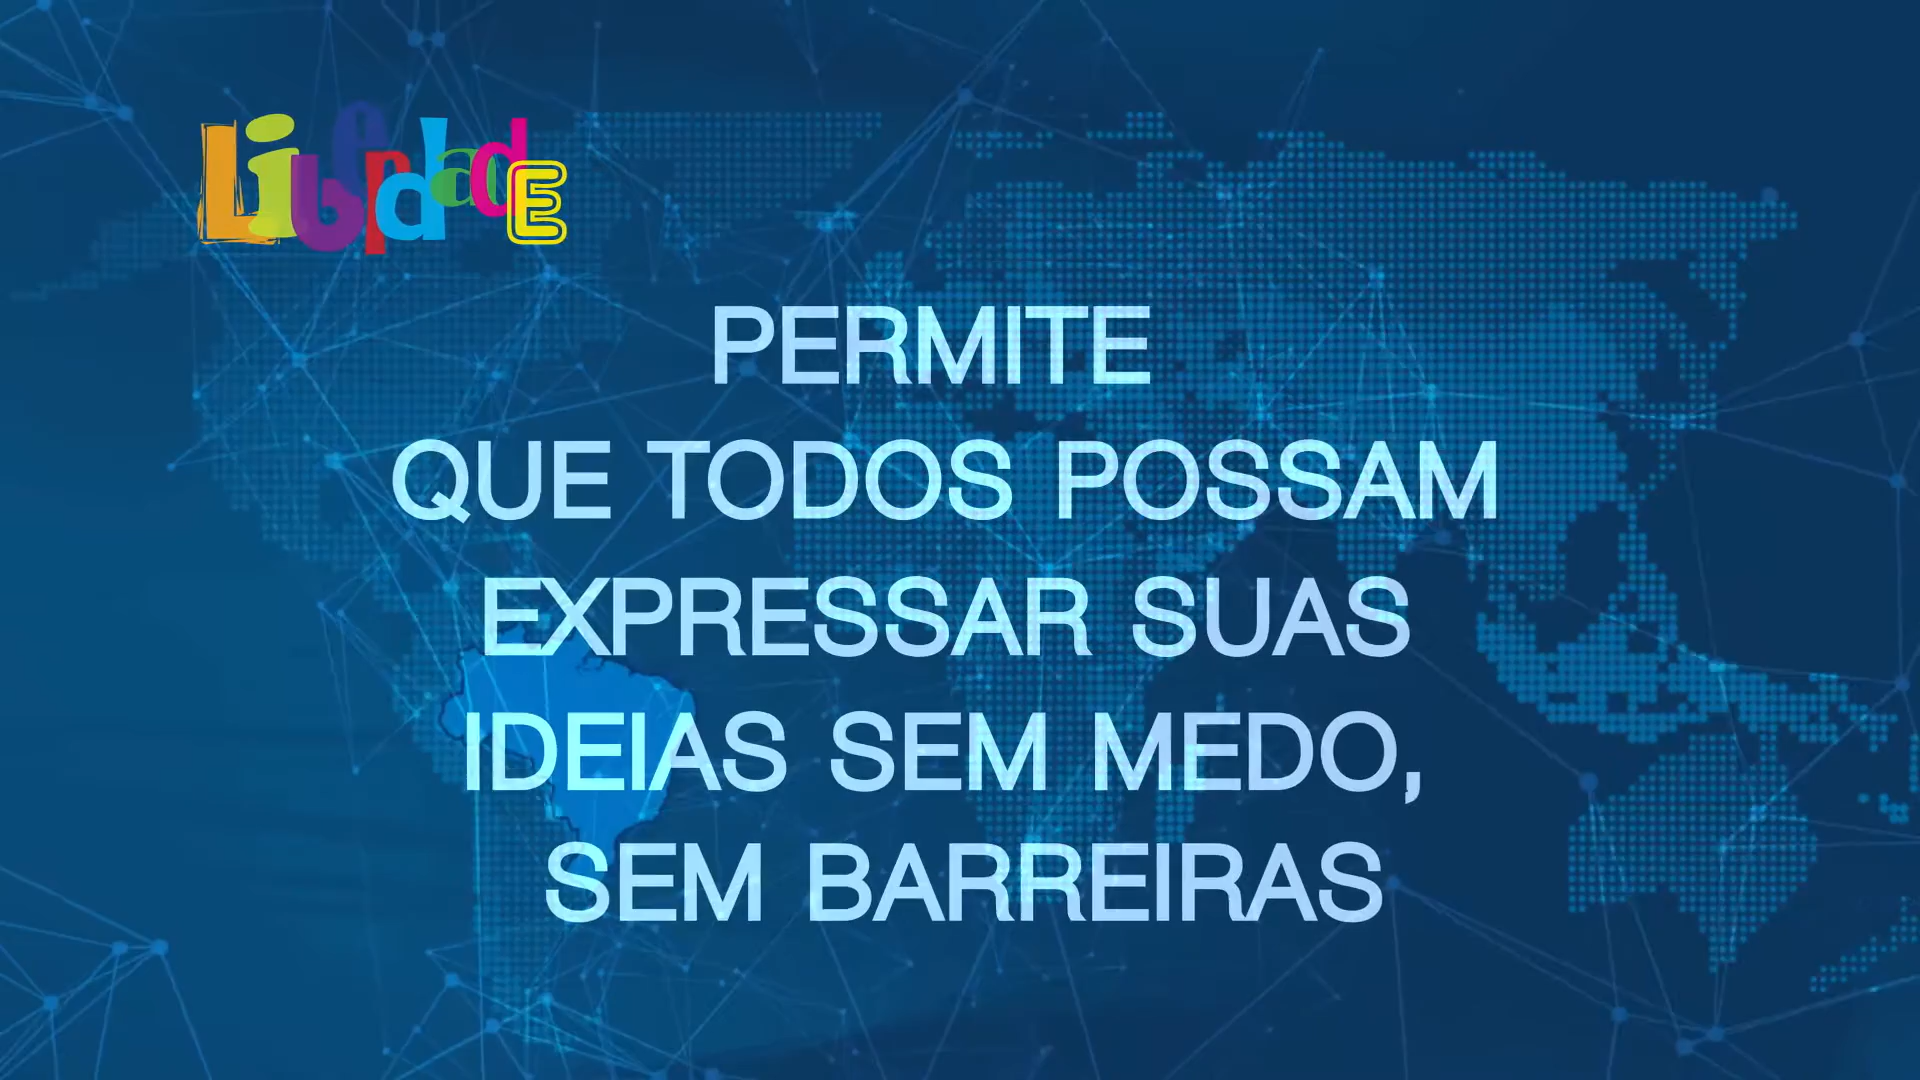 LiberdadE
PERMITE
QUE TODOS POSSAM
EXPRESSAR SUAS
IDEIAS SEM MEDO,
SEM BARREIRAS